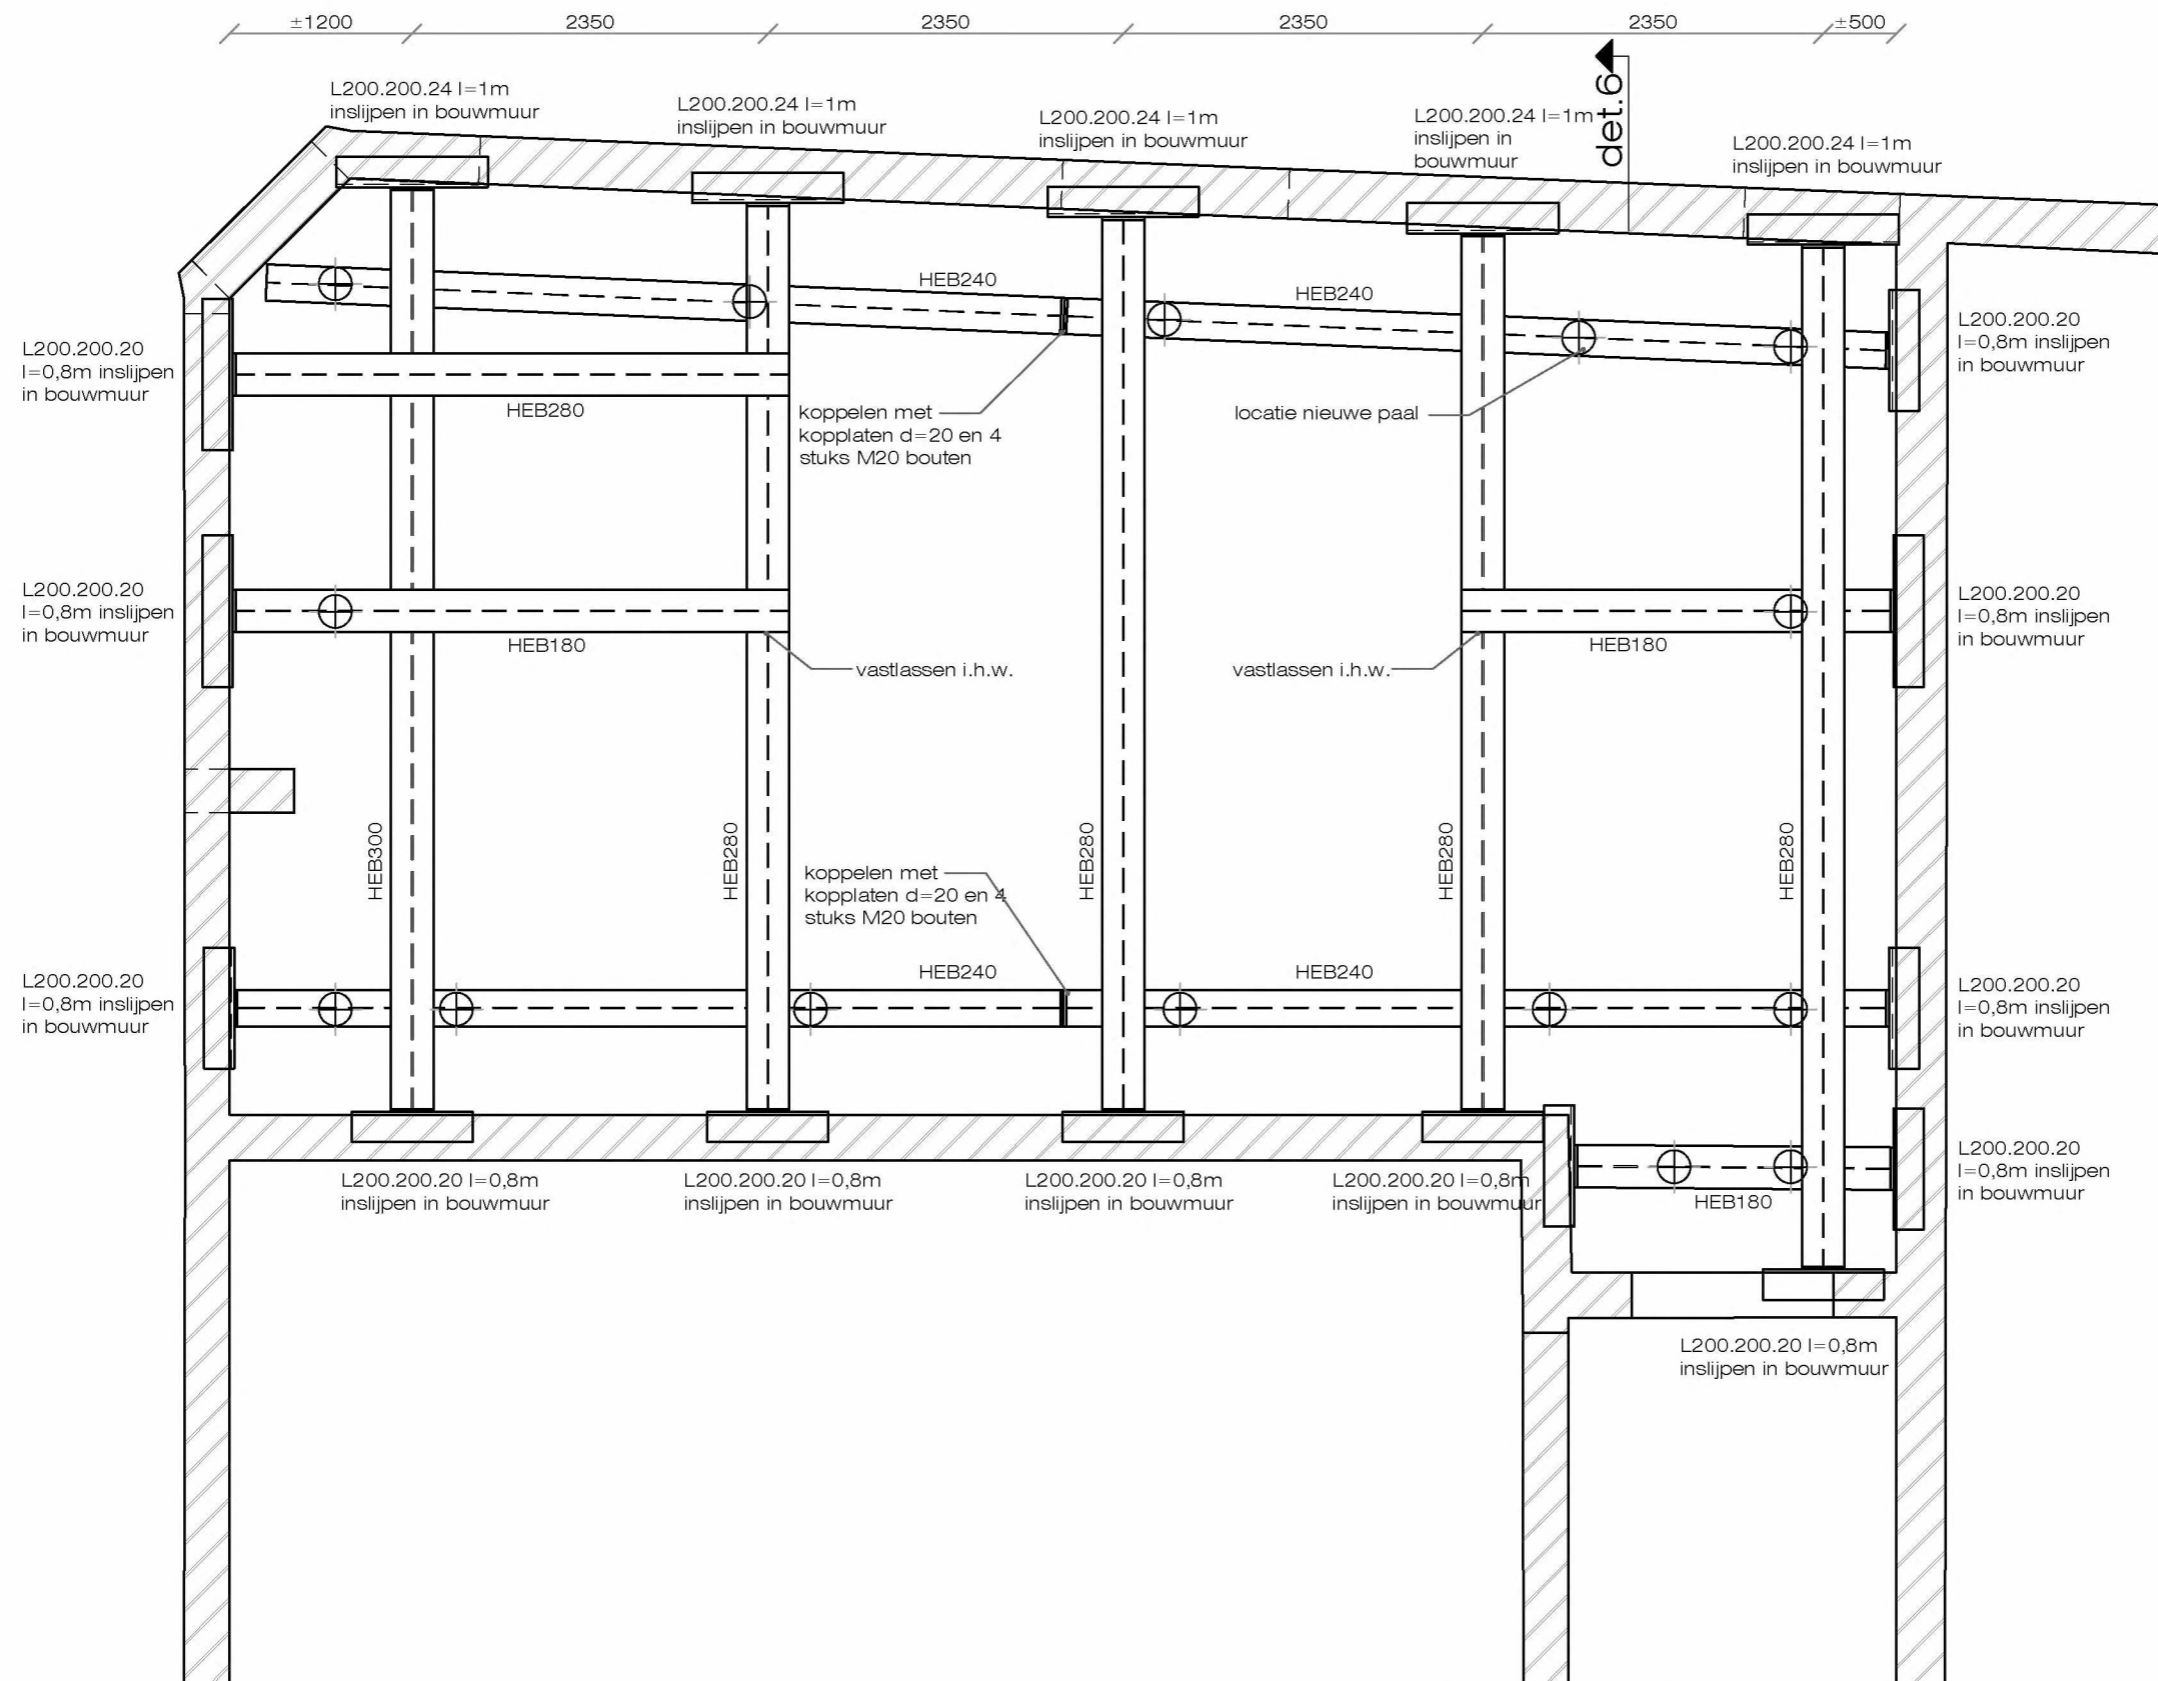 ±1200
2350
2350
2350
2350
±500
L200.200.24 l=1m
inslijpen in bouwmuur
L200.200.24 l=1m
inslijpen in bouwmuur
L200.200.24 l=1m
inslijpen in bouwmuur
L200.200.24 l=1m
inslijpen in
bouwmuur
det.6
L200.200.24 l=1m
inslijpen in bouwmuur
HEB240
HEB240
L200.200.20
l=0,8m inslijpen
in bouwmuur
L200.200.20
l=0,8m inslijpen
in bouwmuur
HEB280
koppelen met
kopplaten d=20 en 4
stuks M20 bouten
locatie nieuwe paal
L200.200.20
l=0,8m inslijpen
in bouwmuur
HEB180
HEB180
L200.200.20
l=0,8m inslijpen
in bouwmuur
vastlassen i.h.w.
vastlassen i.h.w.
HEB300
HEB280
HEB280
HEB280
HEB280
koppelen met
kopplaten d=20 en 4
stuks M20 bouten
HEB240
HEB240
L200.200.20
l=0,8m inslijpen
in bouwmuur
L200.200.20
l=0,8m inslijpen
in bouwmuur
L200.200.20 l=0,8m
inslijpen in bouwmuur
L200.200.20 l=0,8m
inslijpen in bouwmuur
L200.200.20 l=0,8m
inslijpen in bouwmuur
L200.200.20 l=0,8m
inslijpen in bouwmuur
HEB180
L200.200.20
l=0,8m inslijpen
in bouwmuur
L200.200.20 l=0,8m
inslijpen in bouwmuur